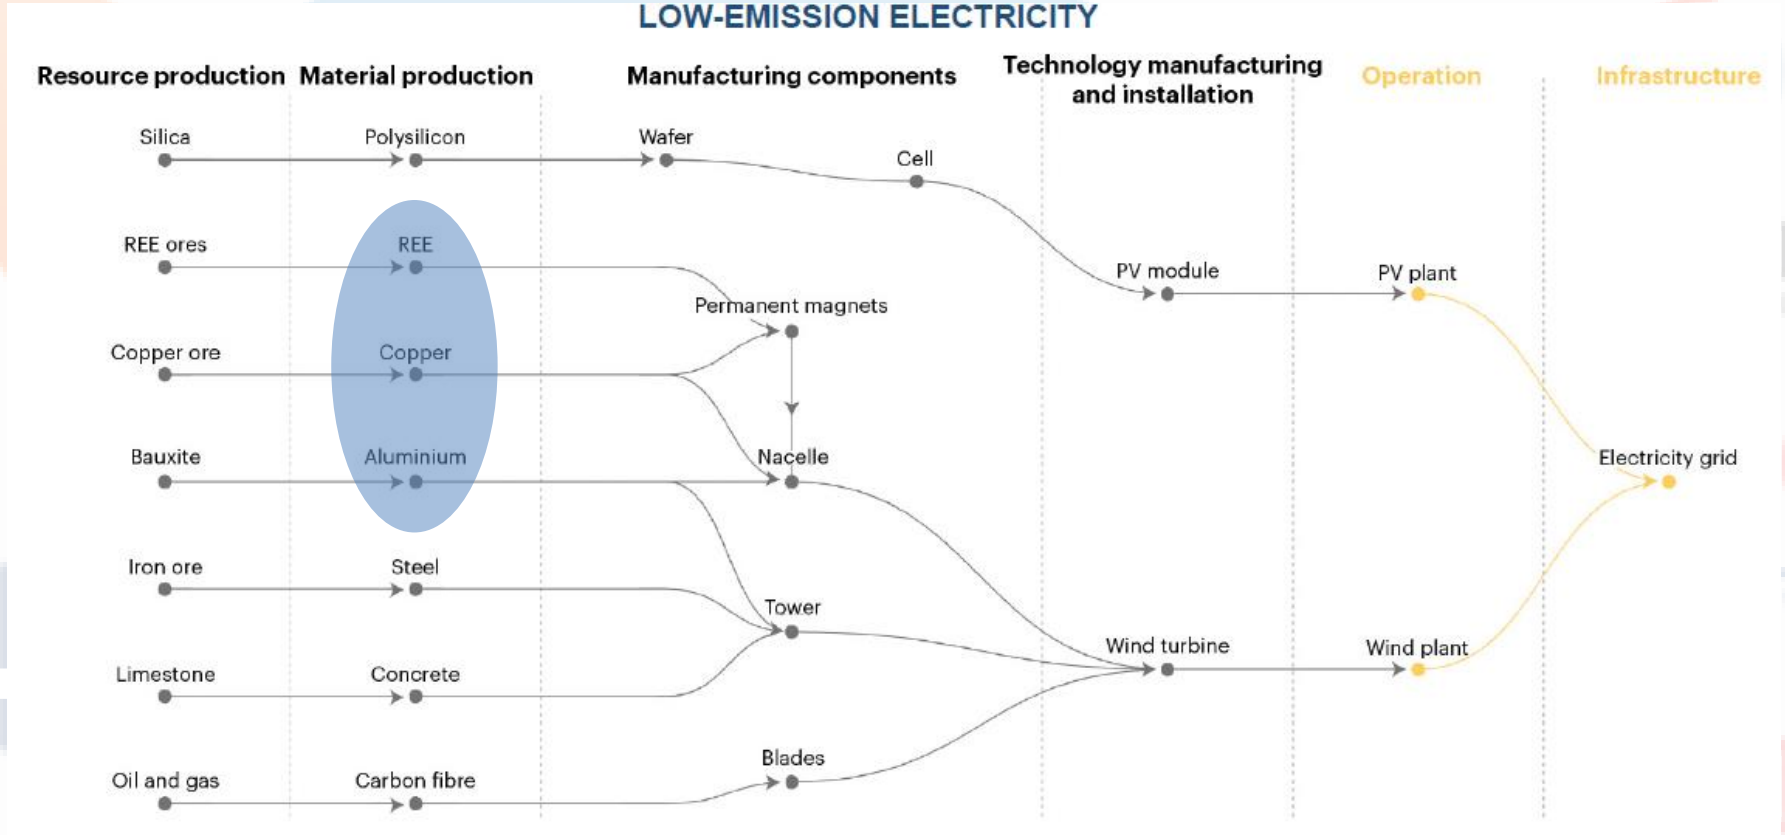 LOW-EMISSION ELECTRICITY
Resource production
Material production
Manufacturing components
Technology manufacturing
and installation
Operation
Infrastructure
Silica
Polysilicon
Wafer
Cell
REE ores
REE
Permanent magnets
PV module
PV plant
Copper ore
Copper
Bauxite
Aluminium
Nacelle
Electricity grid
Iron ore
Steel
Tower
Limestone
Concrete
Wind turbine
Wind plant
Oil and gas
Carbon fibre
Blades